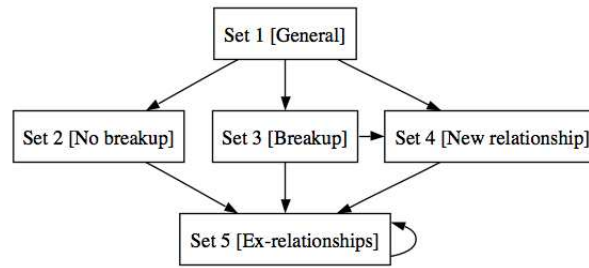 Set 1 [General]
Set 2 [No breakup]
Set 3 [Breakup]
Set 4 [New relationship]
Set 5 [Ex-relationships]